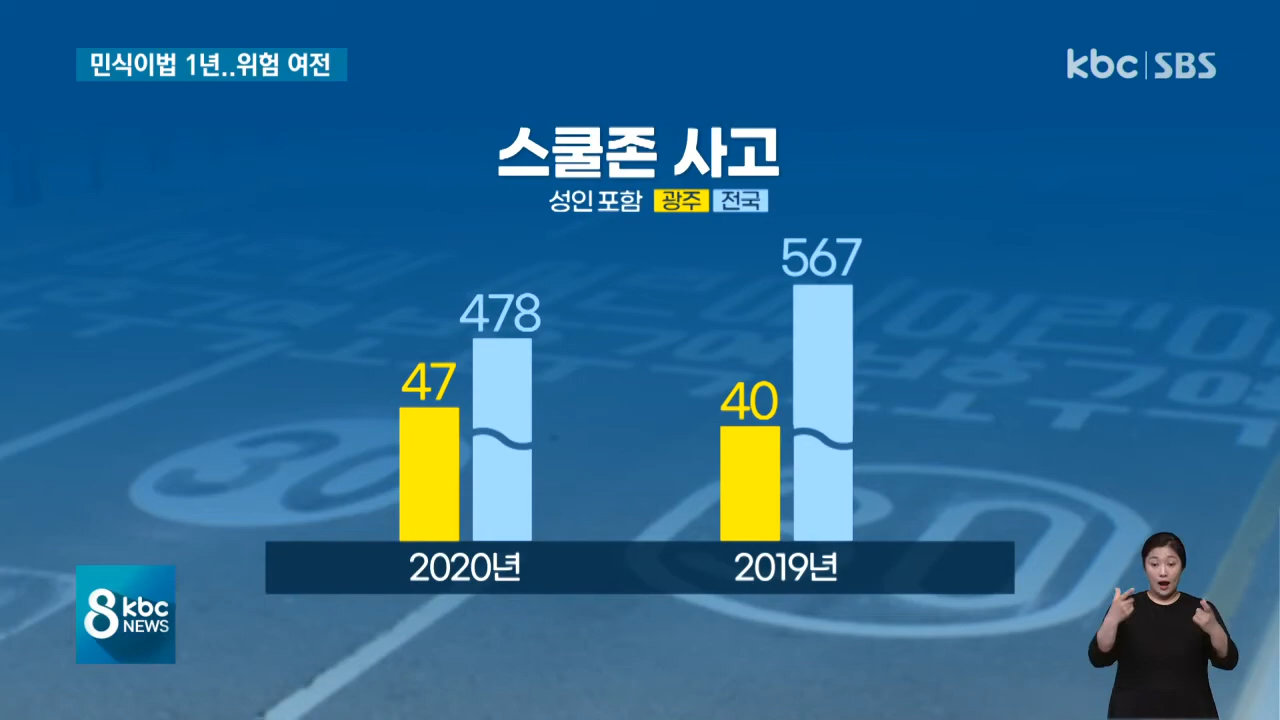 민식이법 1년..위험 여전
kbc SBS
스쿨존 사고
성인 포함 광주 전국
567
478
47
40
2020년 2019년
30
8 kbc
NEWS